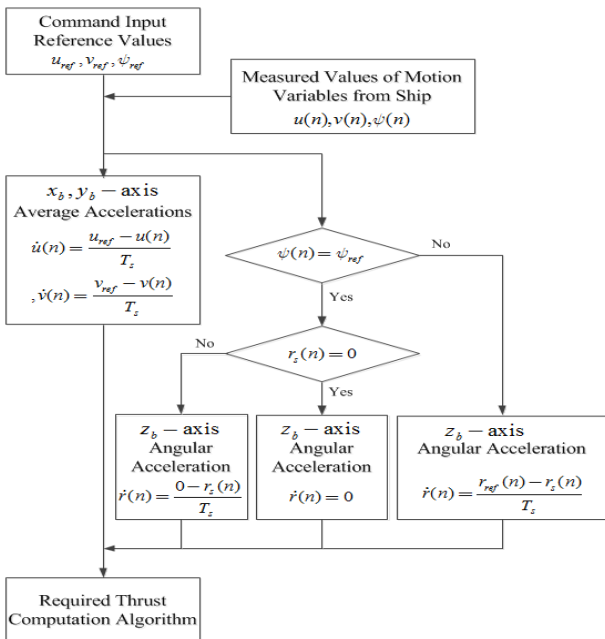 Command Input
Reference Values
u_ref, v_ref, ψ_ref
Measured Values of Motion
Variables from Ship
u(n), v(n), ψ(n)
x_b, y_b − axis
Average Accelerations
u̇(n) = (u_ref − u(n)) / T_s
, v̇(n) = (v_ref − v(n)) / T_s
ψ(n) = ψ_ref
No
Yes
r_s(n) = 0
No
Yes
z_b − axis
Angular
Acceleration
ṙ(n) = (0 − r_s(n)) / T_s
z_b − axis
Angular
Acceleration
ṙ(n) = 0
z_b − axis
Angular Acceleration
ṙ(n) = (r_ref(n) − r_s(n)) / T_s
Required Thrust
Computation Algorithm